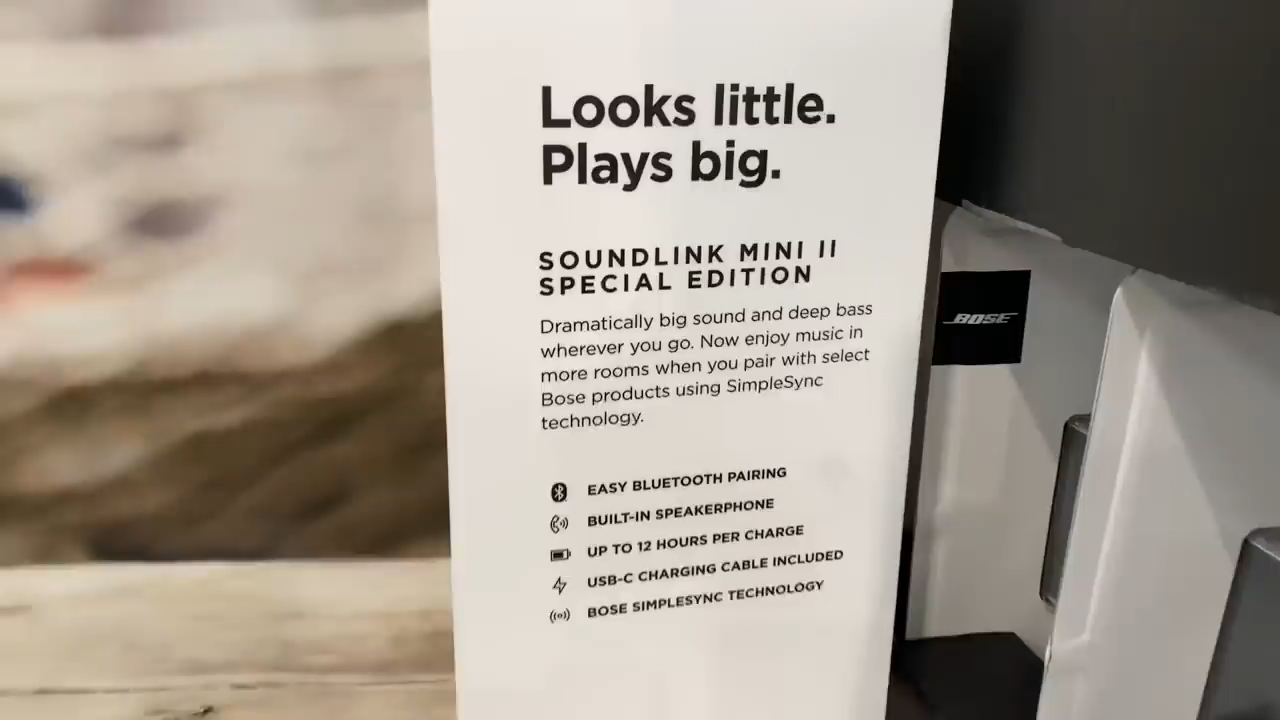 Looks little.
Plays big.
SOUNDLINK MINI II
SPECIAL EDITION
Dramatically big sound and deep bass
wherever you go. Now enjoy music in
more rooms when you pair with select
Bose products using SimpleSync
technology.
EASY BLUETOOTH PAIRING
BUILT-IN SPEAKERPHONE
UP TO 12 HOURS PER CHARGE
USB-C CHARGING CABLE INCLUDED
BOSE SIMPLESYNC TECHNOLOGY
BOSE